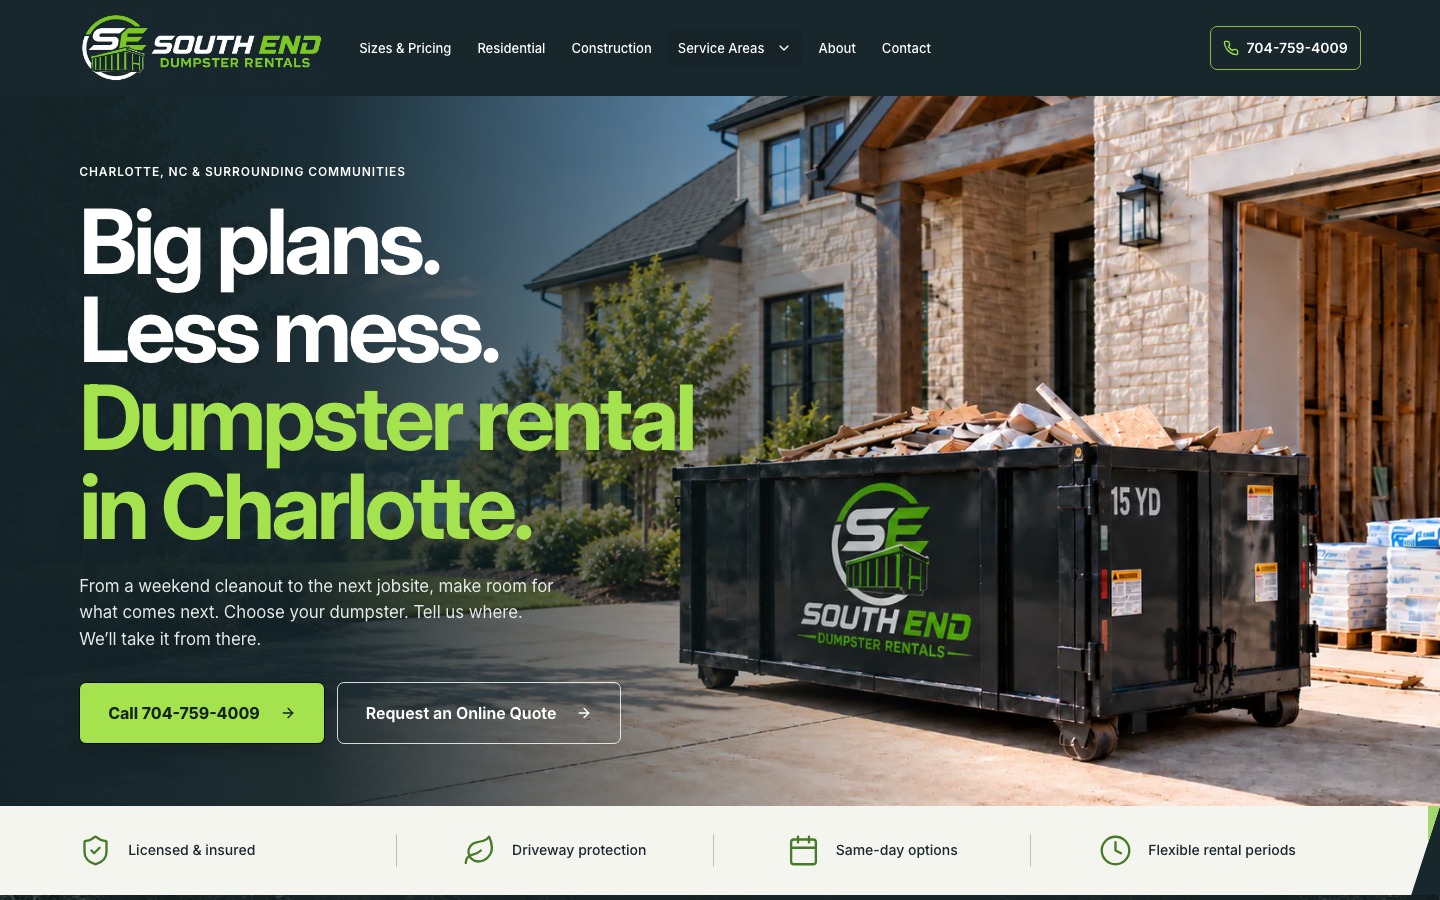 SE SOUTH END
DUMPSTER RENTALS
Sizes & Pricing
Residential
Construction
Service Areas
About
Contact
704-759-4009
CHARLOTTE, NC & SURROUNDING COMMUNITIES
Big plans.
Less mess.
Dumpster rental
in Charlotte.
From a weekend cleanout to the next jobsite, make room for
what comes next. Choose your dumpster. Tell us where.
We’ll take it from there.
Call 704-759-4009
Request an Online Quote
15 YD
SE
SOUTH END
DUMPSTER RENTALS
Licensed & insured
Driveway protection
Same-day options
Flexible rental periods